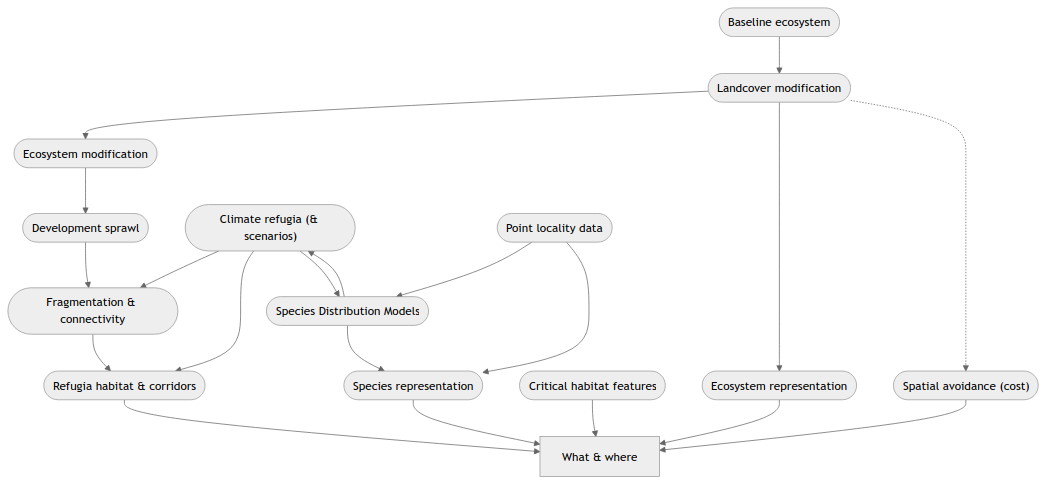 Baseline ecosystem
Landcover modification
Ecosystem modification
Development sprawl
Climate refugia (&
scenarios)
Point locality data
Fragmentation &
connectivity
Species Distribution Models
Refugia habitat & corridors
Species representation
Critical habitat features
Ecosystem representation
Spatial avoidance (cost)
What & where